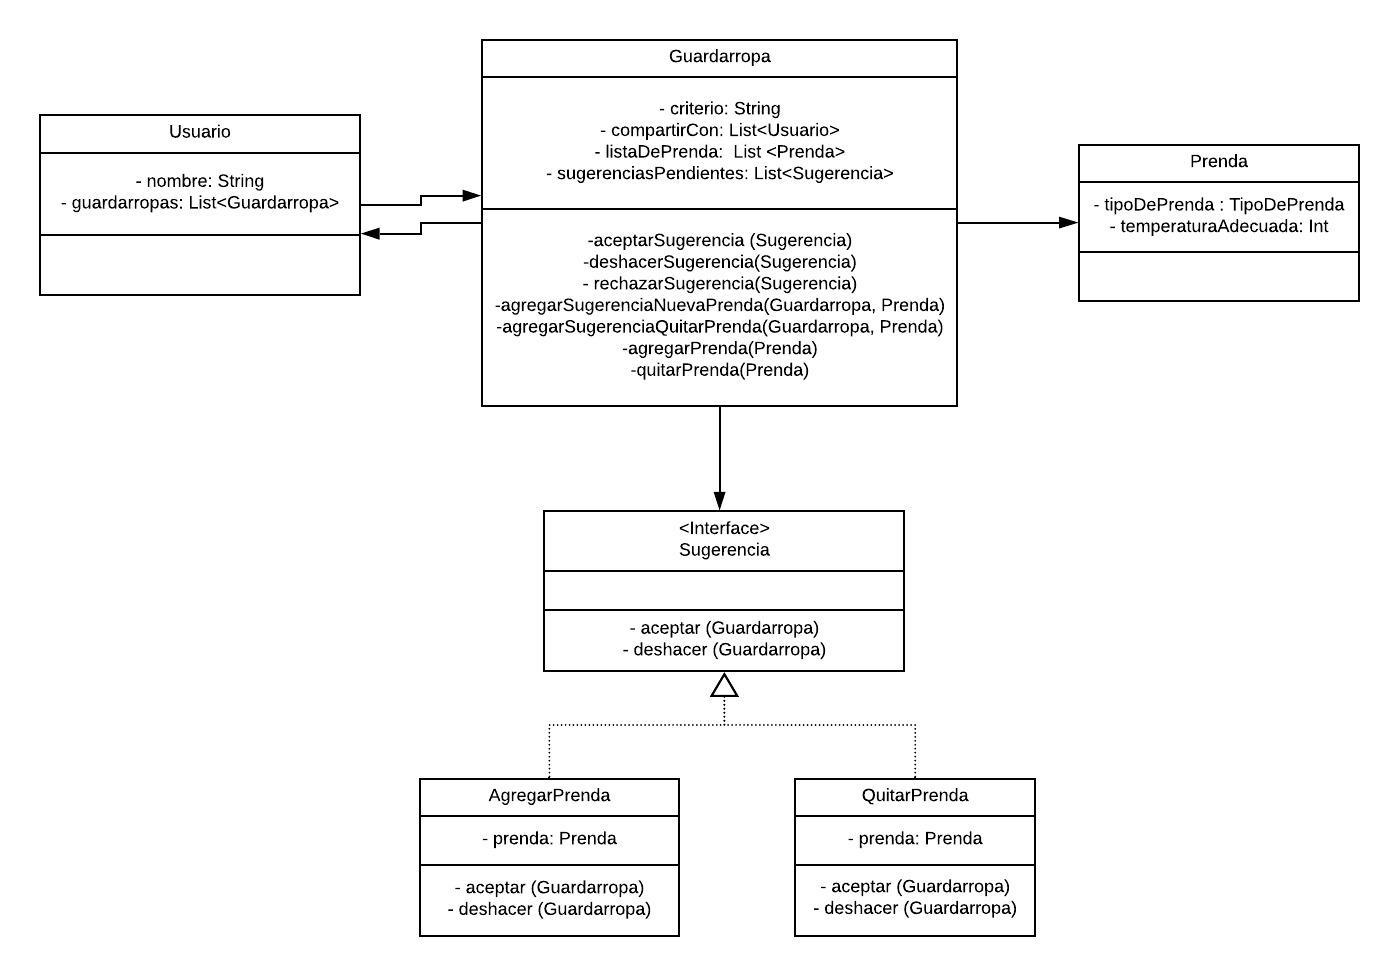 Guardarropa
- criterio: String
- compartirCon: List<Usuario>
- listaDePrenda:  List <Prenda>
- sugerenciasPendientes: List<Sugerencia>
-aceptarSugerencia (Sugerencia)
-deshacerSugerencia(Sugerencia)
- rechazarSugerencia(Sugerencia)
-agregarSugerenciaNuevaPrenda(Guardarropa, Prenda)
-agregarSugerenciaQuitarPrenda(Guardarropa, Prenda)
-agregarPrenda(Prenda)
-quitarPrenda(Prenda)
Usuario
- nombre: String
- guardarropas: List<Guardarropa>
Prenda
- tipoDePrenda : TipoDePrenda
- temperaturaAdecuada: Int
<Interface>
Sugerencia
- aceptar (Guardarropa)
- deshacer (Guardarropa)
AgregarPrenda
- prenda: Prenda
- aceptar (Guardarropa)
- deshacer (Guardarropa)
QuitarPrenda
- prenda: Prenda
- aceptar (Guardarropa)
- deshacer (Guardarropa)